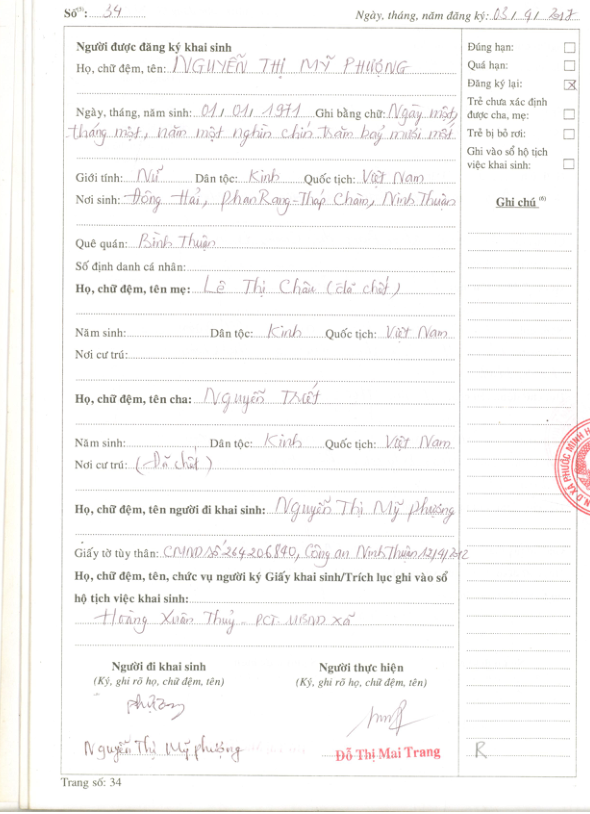 Số⁽⁵⁾: 34
Ngày, tháng, năm đăng ký: 03 / 4 / 2017
Người được đăng ký khai sinh
Họ, chữ đệm, tên: NGUYỄN THỊ MỸ PHƯỢNG
Ngày, tháng, năm sinh: 01, 01, 1971 Ghi bằng chữ: Ngày một,
tháng một, năm một nghìn chín trăm bảy mươi mốt
Giới tính: Nữ Dân tộc: Kinh Quốc tịch: Việt Nam
Nơi sinh: Đông Hải, Phan Rang-Tháp Chàm, Ninh Thuận
Quê quán: Bình Thuận
Số định danh cá nhân:
Họ, chữ đệm, tên mẹ: Lê Thị Châu (đã chết)
Năm sinh: Dân tộc: Kinh Quốc tịch: Việt Nam
Nơi cư trú:
Họ, chữ đệm, tên cha: Nguyễn Triết
Năm sinh: Dân tộc: Kinh Quốc tịch: Việt Nam
Nơi cư trú: (Đã chết)
Họ, chữ đệm, tên người đi khai sinh: Nguyễn Thị Mỹ Phượng
Giấy tờ tùy thân: CMND Số 264206840, Công an Ninh Thuận 12/9/
Họ, chữ đệm, tên, chức vụ người ký Giấy khai sinh/Trích lục ghi vào sổ
hộ tịch việc khai sinh:
Hoàng Xuân Thuỷ - PCT UBND xã
Người đi khai sinh
(Ký, ghi rõ họ, chữ đệm, tên)
phượng
Nguyễn Thị Mỹ phượng
Người thực hiện
(Ký, ghi rõ họ, chữ đệm, tên)
Đỗ Thị Mai Trang
Trang số: 34
Đúng hạn:
Quá hạn:
Đăng ký lại: X
Trẻ chưa xác định
được cha, mẹ:
Trẻ bị bỏ rơi:
Ghi vào sổ hộ tịch
việc khai sinh:
Ghi chú ⁽⁶⁾
R